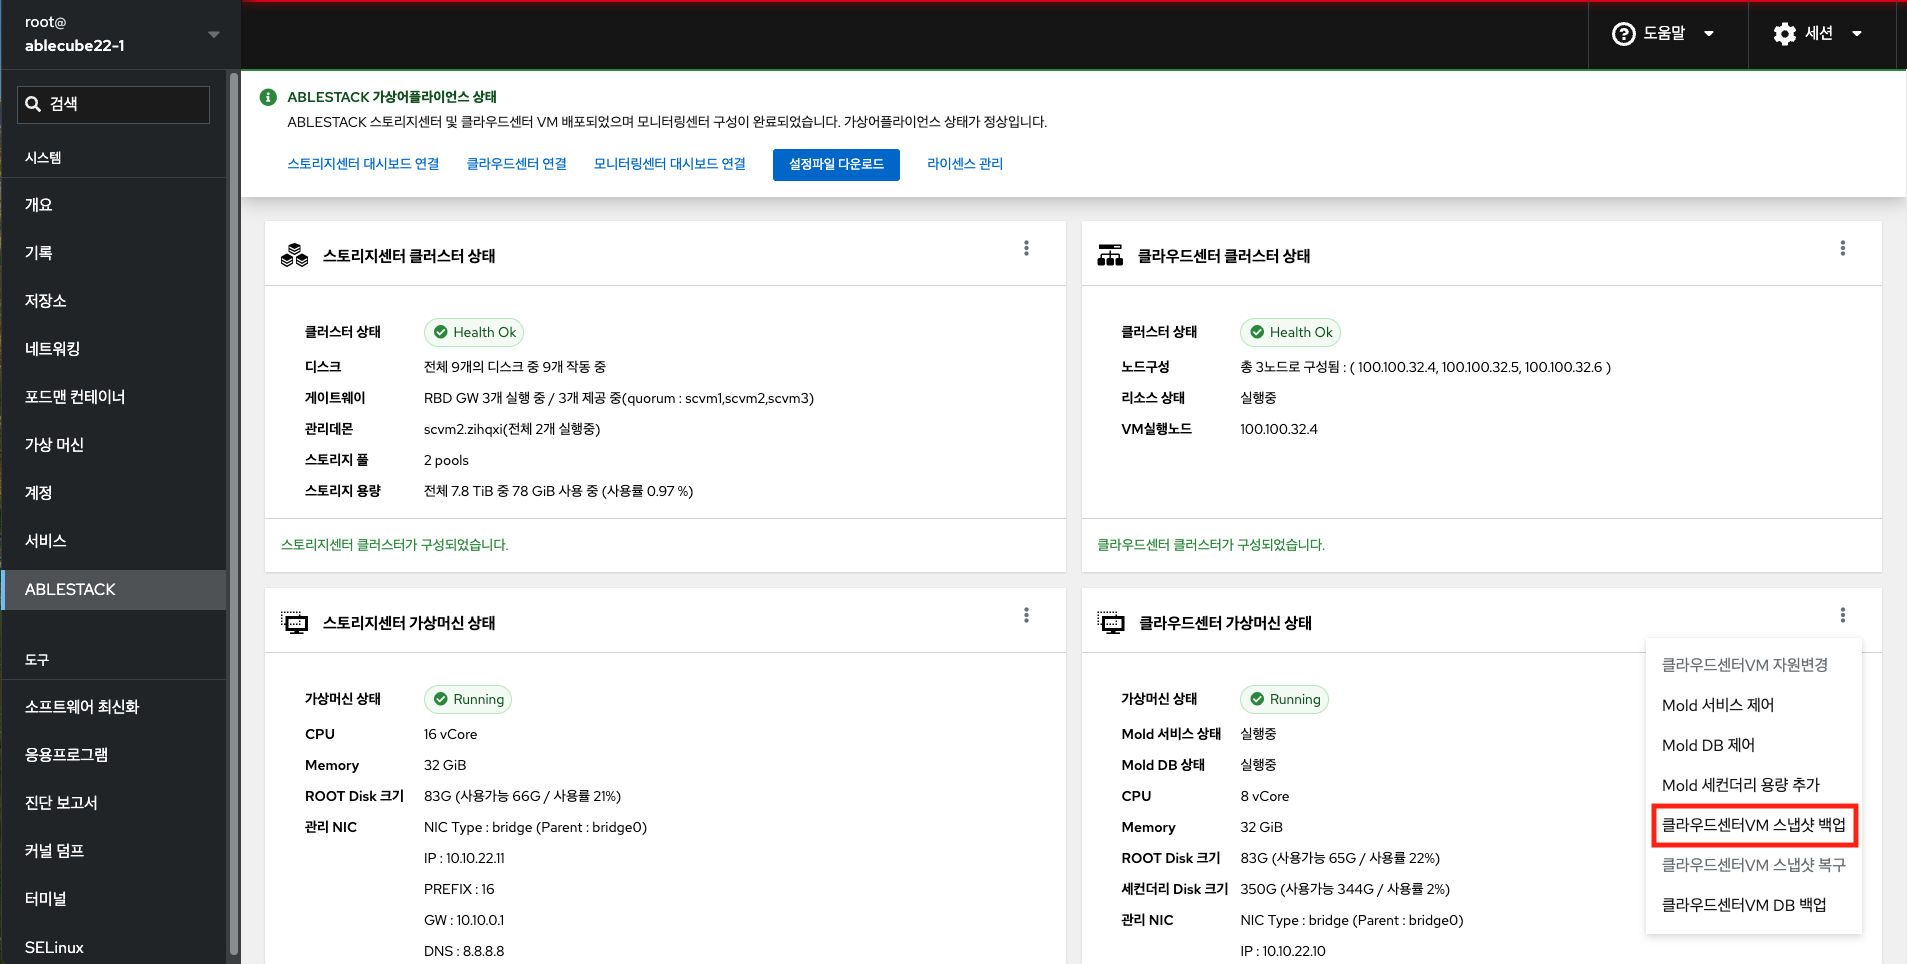 root@
ablecube22-1
도움말
세션
검색
시스템
개요
기록
저장소
네트워킹
포드맨 컨테이너
가상 머신
계정
서비스
ABLESTACK
도구
소프트웨어 최신화
응용프로그램
진단 보고서
커널 덤프
터미널
SELinux
ABLESTACK 가상어플라이언스 상태
ABLESTACK 스토리지센터 및 클라우드센터 VM 배포되었으며 모니터링센터 구성이 완료되었습니다. 가상어플라이언스 상태가 정상입니다.
스토리지센터 대시보드 연결 클라우드센터 연결 모니터링센터 대시보드 연결 설정파일 다운로드 라이센스 관리
스토리지센터 클러스터 상태
클러스터 상태 Health Ok
디스크 전체 9개의 디스크 중 9개 작동 중
게이트웨이 RBD GW 3개 실행 중 / 3개 제공 중(quorum : scvm1,scvm2,scvm3)
관리데몬 scvm2.zihqxi(전체 2개 실행중)
스토리지 풀 2 pools
스토리지 용량 전체 7.8 TiB 중 78 GiB 사용 중 (사용률 0.97 %)
스토리지센터 클러스터가 구성되었습니다.
클라우드센터 클러스터 상태
클러스터 상태 Health Ok
노드구성 총 3노드로 구성됨 : ( 100.100.32.4, 100.100.32.5, 100.100.32.6 )
리소스 상태 실행중
VM실행노드 100.100.32.4
클라우드센터 클러스터가 구성되었습니다.
스토리지센터 가상머신 상태
가상머신 상태 Running
CPU 16 vCore
Memory 32 GiB
ROOT Disk 크기 83G (사용가능 66G / 사용률 21%)
관리 NIC NIC Type : bridge (Parent : bridge0)
IP : 10.10.22.11
PREFIX : 16
GW : 10.10.0.1
DNS : 8.8.8.8
클라우드센터 가상머신 상태
가상머신 상태 Running
Mold 서비스 상태 실행중
Mold DB 상태 실행중
CPU 8 vCore
Memory 32 GiB
ROOT Disk 크기 83G (사용가능 65G / 사용률 22%)
세컨더리 Disk 크기 350G (사용가능 344G / 사용률 2%)
관리 NIC NIC Type : bridge (Parent : bridge0)
IP : 10.10.22.10
클라우드센터VM 자원변경
Mold 서비스 제어
Mold DB 제어
Mold 세컨더리 용량 추가
클라우드센터VM 스냅샷 백업
클라우드센터VM 스냅샷 복구
클라우드센터VM DB 백업